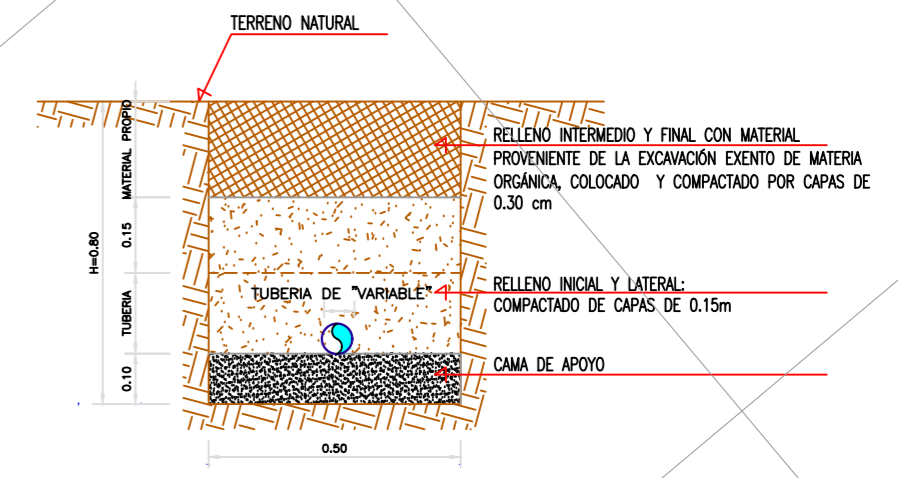 TERRENO NATURAL
MATERIAL PROPIO
RELLENO INTERMEDIO Y FINAL CON MATERIAL
PROVENIENTE DE LA EXCAVACIÓN EXENTO DE MATERIA
ORGÁNICA, COLOCADO Y COMPACTADO POR CAPAS DE
0.30 cm
0.15
H=0.80
TUBERIA
TUBERIA DE "VARIABLE"
RELLENO INICIAL Y LATERAL:
COMPACTADO DE CAPAS DE 0.15m
0.10
CAMA DE APOYO
0.50